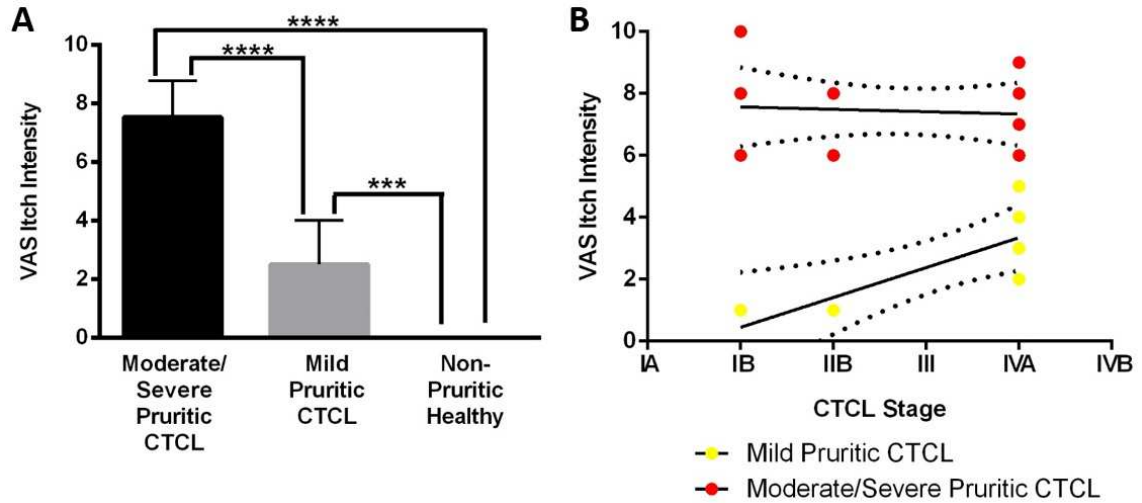 A
****
****
***
VAS Itch Intensity
10
8
6
4
2
0
Moderate/
Severe
Pruritic
CTCL
Mild
Pruritic
CTCL
Non-
Pruritic
Healthy
B
VAS Itch Intensity
10
8
6
4
2
0
IA IB IIB III IVA IVB
CTCL Stage
Mild Pruritic CTCL
Moderate/Severe Pruritic CTCL